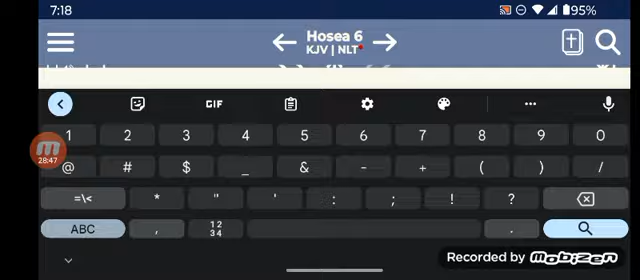 7:18 95%
Hosea 6
KJV | NLT
GIF ...
1 2 3 4 5 6 7 8 9 0
@ # $ _ & - + ( ) /
28:47
=\< * " ' : ; ! ?
ABC , 12 34 .
Recorded by mobizen